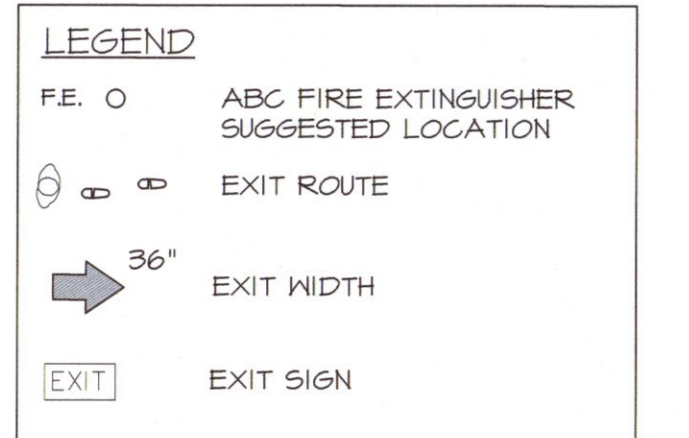 LEGEND
F.E. ABC FIRE EXTINGUISHER
SUGGESTED LOCATION
EXIT ROUTE
36"
EXIT WIDTH
EXIT EXIT SIGN